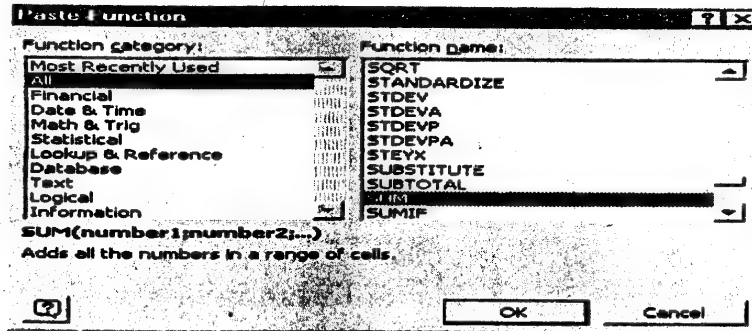 Paste Function
Function category:
Most Recently Used
All
Financial
Date & Time
Math & Trig
Statistical
Lookup & Reference
Database
Text
Logical
Information
Function name:
SQRT
STANDARDIZE
STDEV
STDEVA
STDEVP
STDEVPA
STEYX
SUBSTITUTE
SUBTOTAL
SUM
SUMIF
SUM(number1;number2;...)
Adds all the numbers in a range of cells.
OK
Cancel